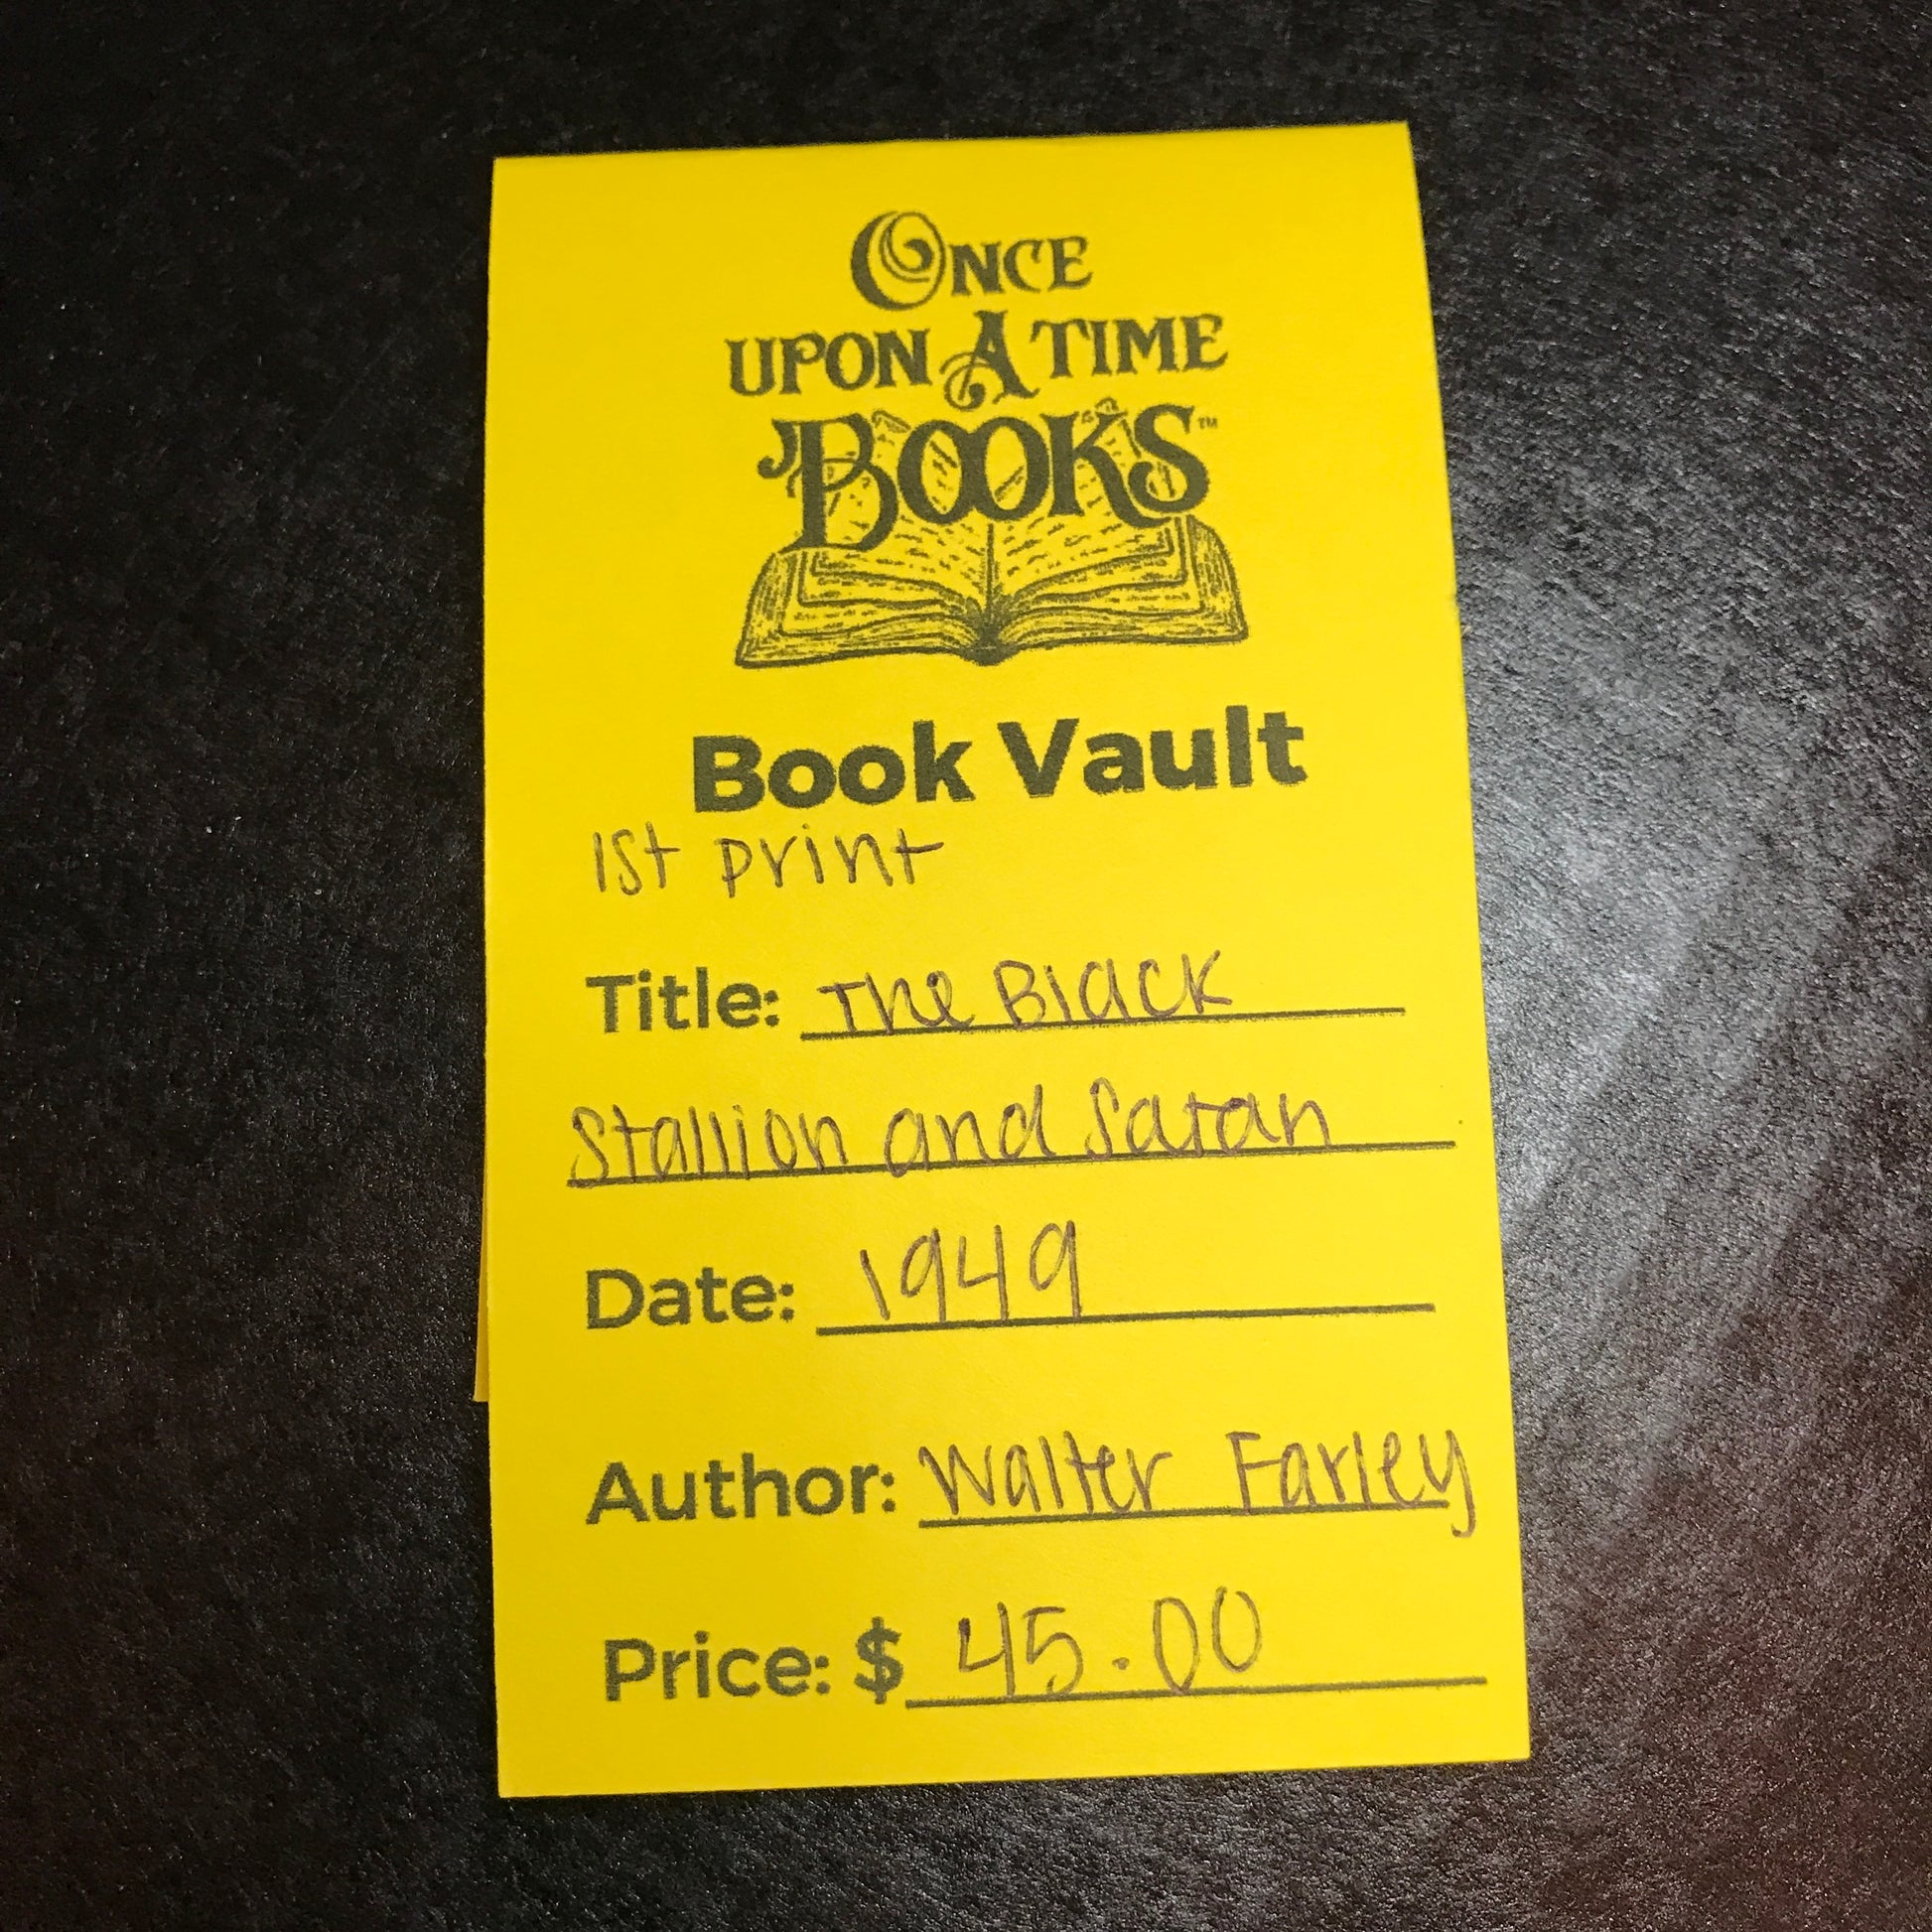 ONCE
UPON A TIME
BOOKS™
Book Vault
1st print
Title: The Black
Stallion and Satan
Date: 1949
Author: Walter Farley
Price: $ 45.00